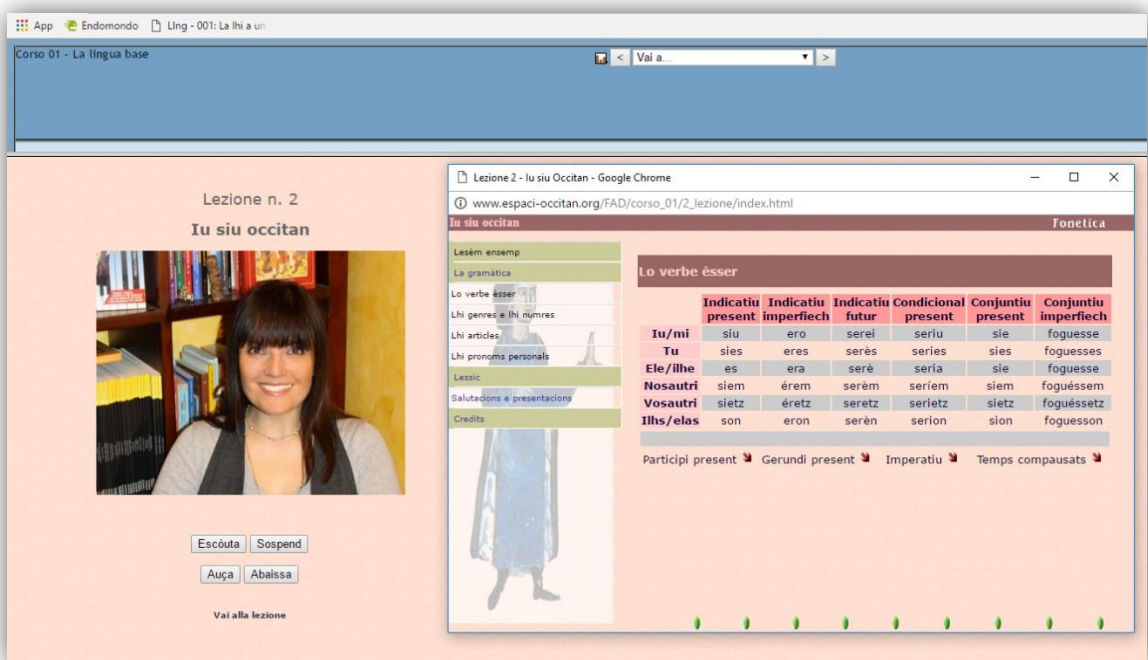 App Endomondo LIng - 001: La lhi a un
Corso 01 - La lingua base
< Vai a... >
Lezione n. 2
Iu siu occitan
Escòuta Sospend
Auça Abaissa
Vai alla lezione
Lezione 2 - Iu siu Occitan - Google Chrome
www.espaci-occitan.org/FAD/corso_01/2_lezione/index.html
Iu siu occitan Fonetica
Lesèm ensemp
La gramàtica
Lo verbe èsser
Lhi genres e lhi numres
Lhi articles
Lhi pronoms personals
Lessic
Salutacions e presentacions
Credits
Lo verbe èsser
Indicatiu present Indicatiu imperfiech Indicatiu futur Condicional present Conjuntiu present Conjuntiu imperfiech
Iu/mi siu ero serei seriu sie foguesse
Tu sies eres serès series sies foguesses
Ele/ilhe es era serè seria sie foguesse
Nosautri siem érem serèm seríem siem foguéssem
Vosautri sietz éretz seretz serietz sietz foguéssetz
Ilhs/elas son eron serèn serion sion foguesson
Participi present Gerundi present Imperatiu Temps compausats